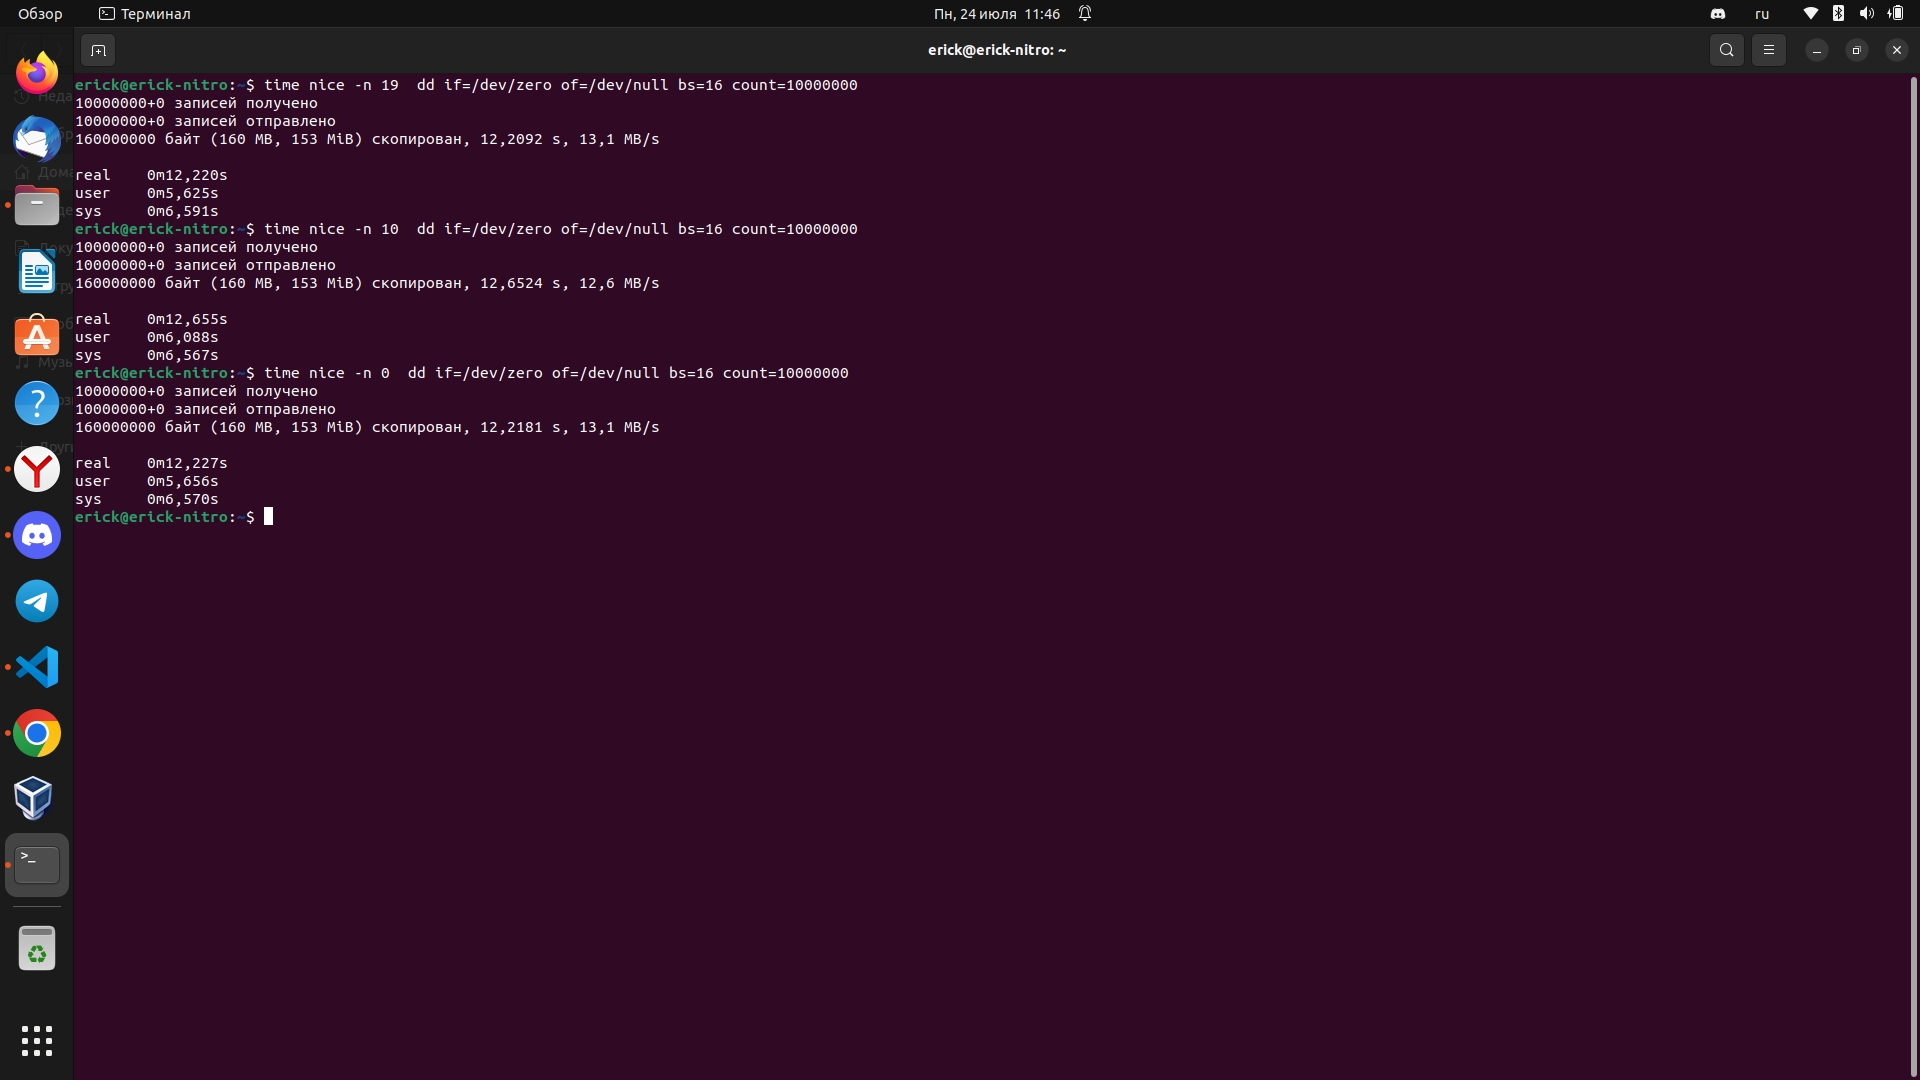 Обзор
Терминал
Пн, 24 июля 11:46
ru
erick@erick-nitro: ~
erick@erick-nitro:~$ time nice -n 19  dd if=/dev/zero of=/dev/null bs=16 count=10000000
10000000+0 записей получено
10000000+0 записей отправлено
160000000 байт (160 MB, 153 MiB) скопирован, 12,2092 s, 13,1 MB/s
real    0m12,220s
user    0m5,625s
sys     0m6,591s
erick@erick-nitro:~$ time nice -n 10  dd if=/dev/zero of=/dev/null bs=16 count=10000000
10000000+0 записей получено
10000000+0 записей отправлено
160000000 байт (160 MB, 153 MiB) скопирован, 12,6524 s, 12,6 MB/s
real    0m12,655s
user    0m6,088s
sys     0m6,567s
erick@erick-nitro:~$ time nice -n 0  dd if=/dev/zero of=/dev/null bs=16 count=10000000
10000000+0 записей получено
10000000+0 записей отправлено
160000000 байт (160 MB, 153 MiB) скопирован, 12,2181 s, 13,1 MB/s
real    0m12,227s
user    0m5,656s
sys     0m6,570s
erick@erick-nitro:~$